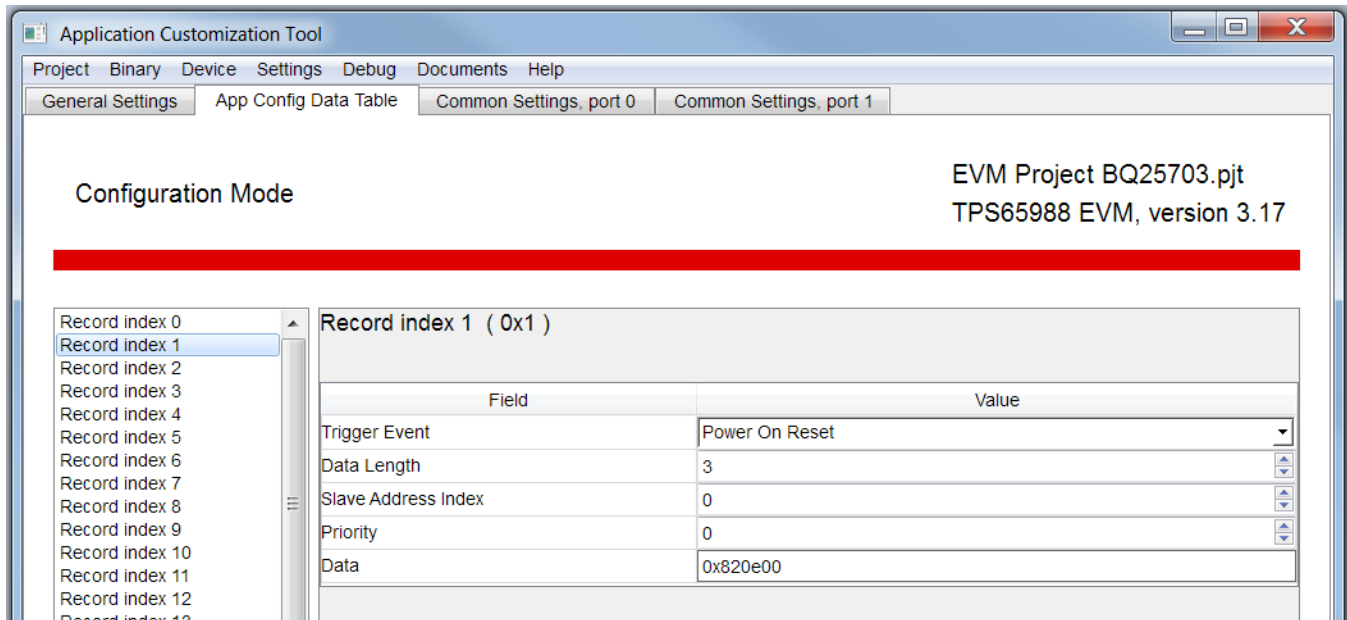 Application Customization Tool
Project Binary Device Settings Debug Documents Help
General Settings App Config Data Table Common Settings, port 0 Common Settings, port 1
Configuration Mode
EVM Project BQ25703.pjt
TPS65988 EVM, version 3.17
Record index 0
Record index 1
Record index 2
Record index 3
Record index 4
Record index 5
Record index 6
Record index 7
Record index 8
Record index 9
Record index 10
Record index 11
Record index 12
Record index 1 ( 0x1 )
Field Value
Trigger Event Power On Reset
Data Length 3
Slave Address Index 0
Priority 0
Data 0x820e00